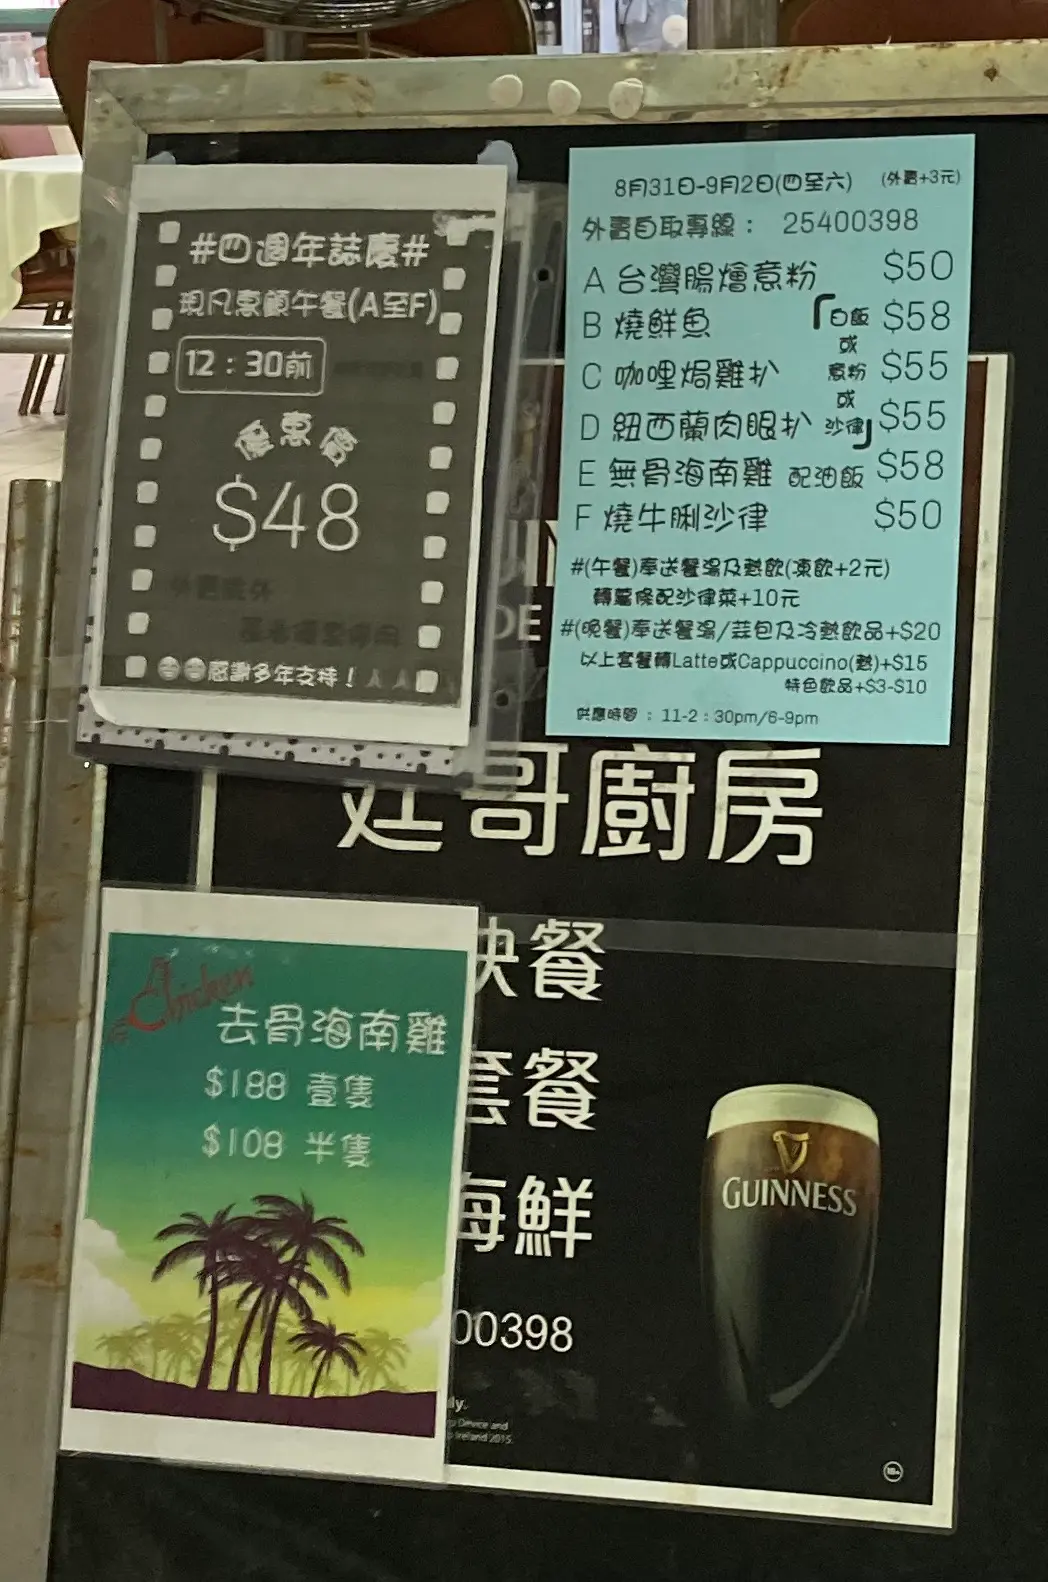 #四週年誌慶#
現凡惠顧午餐(A至F)
12：30前
優惠價
$48
感謝多年支持！
8月31日-9月2日(四至六) (外賣+3元)
外賣自取專線： 25400398
A 台灣腸燴意粉 $50
B 燒鮮魚 「白飯 $58
或
C 咖哩焗雞扒 意粉 $55
或
D 紐西蘭肉眼扒 沙律」 $55
E 無骨海南雞 配油飯 $58
F 燒牛脷沙律 $50
#(午餐)奉送餐湯及熱飲(凍飲+2元)
轉薯條配沙律菜+10元
#(晚餐)奉送餐湯/蒜包及冷熱飲品+$20
以上套餐轉Latte或Cappuccino(熱)+$15
特色飲品+$3-$10
供應時間：11-2：30pm/6-9pm
DE
哥廚房
Chicken
去骨海南雞
$188 壹隻
$108 半隻
快餐
套餐
海鮮
00398
GUINNESS
ly.
Ireland 2015.
18+